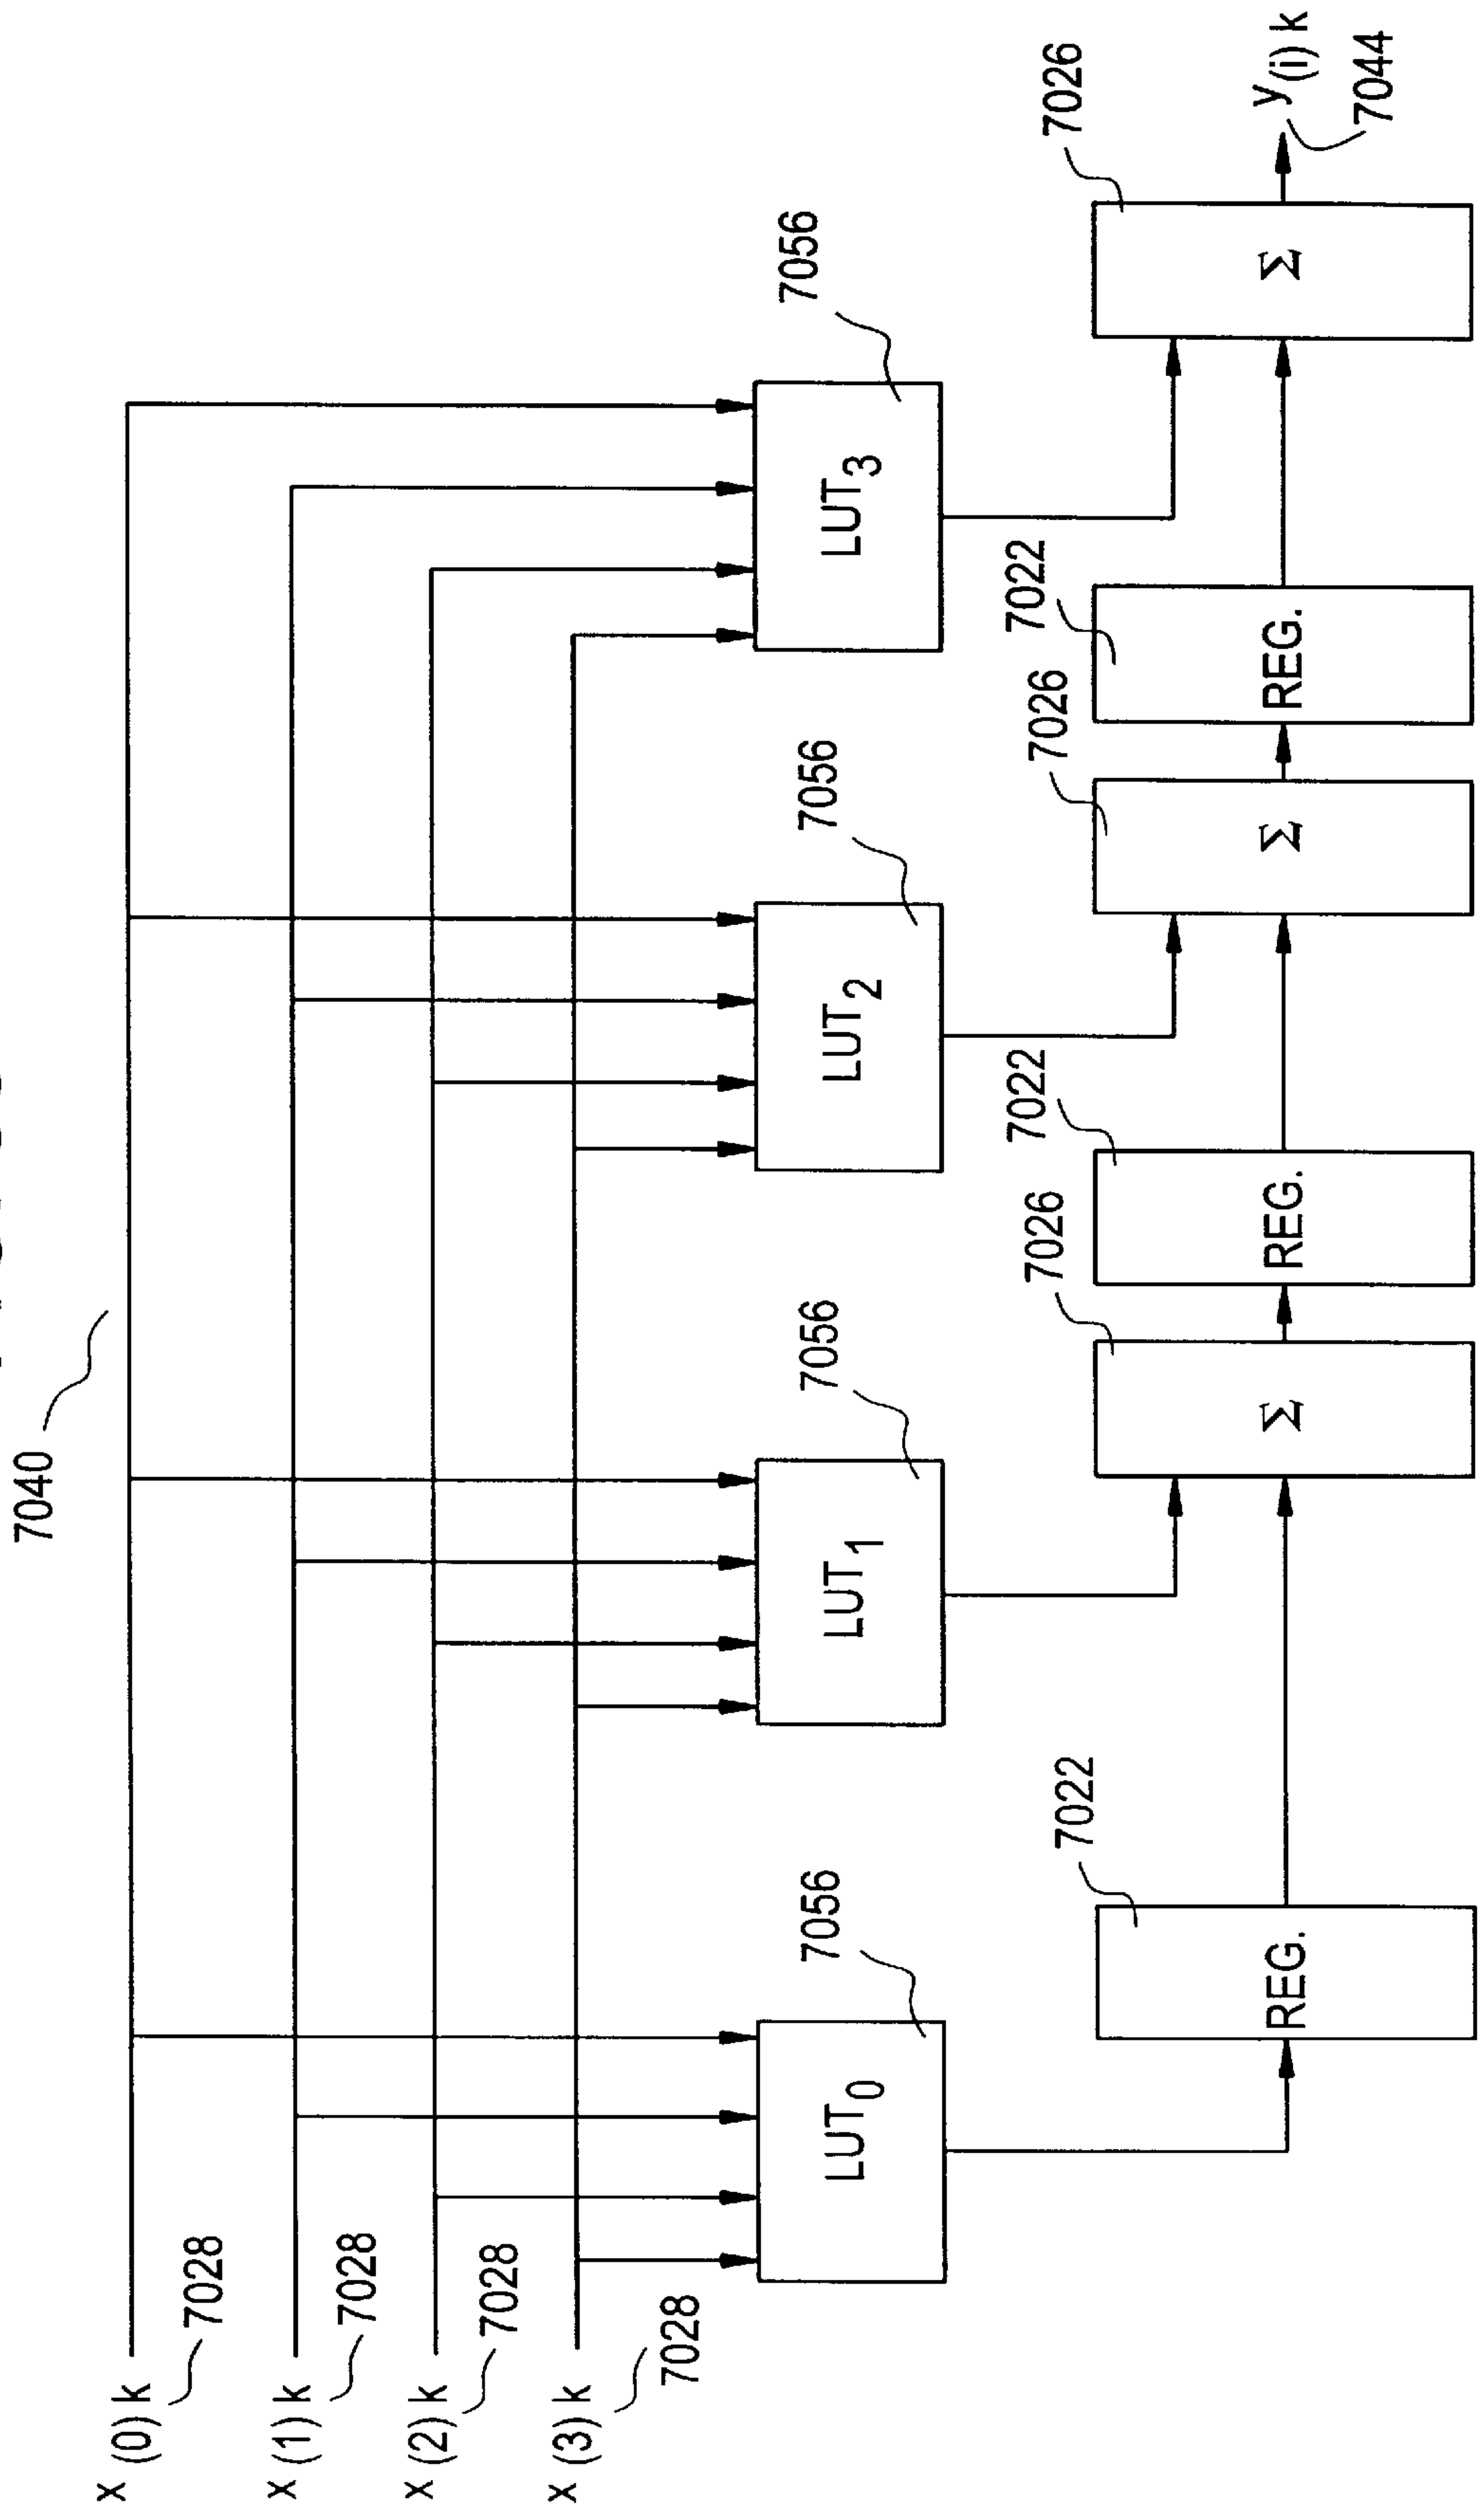 7040
x (0) k
7028
x (1) k
7028
x (2) k
7028
x (3) k
7028
LUT0
7056
LUT1
7056
LUT2
7056
LUT3
7056
REG.
7022
Σ
7026
REG.
7022
Σ
7026
REG.
7022
Σ
7026
y (i) k
7044